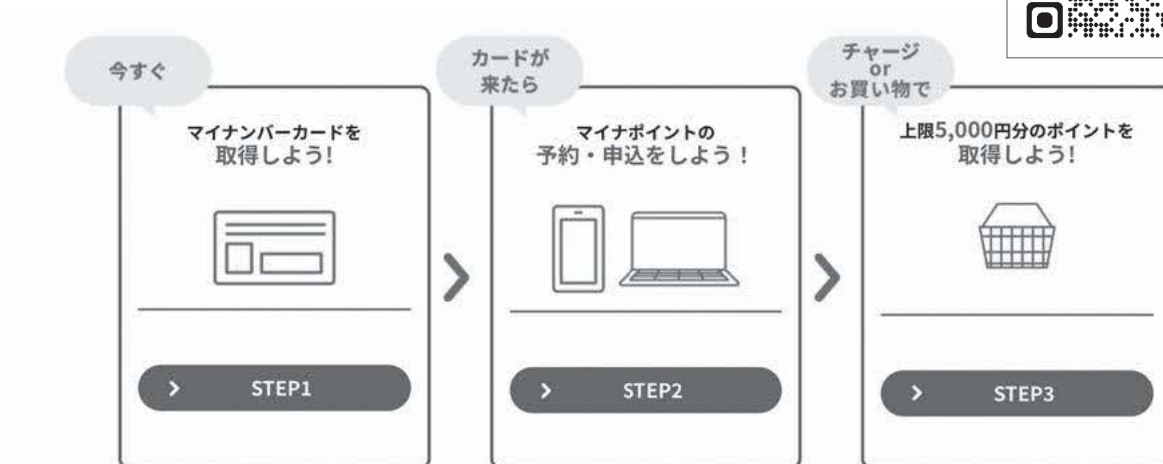 今すぐ
マイナンバーカードを
取得しよう!
STEP1
カードが
来たら
マイナポイントの
予約・申込をしよう！
STEP2
チャージ
or
お買い物で
上限5,000円分のポイントを
取得しよう!
STEP3